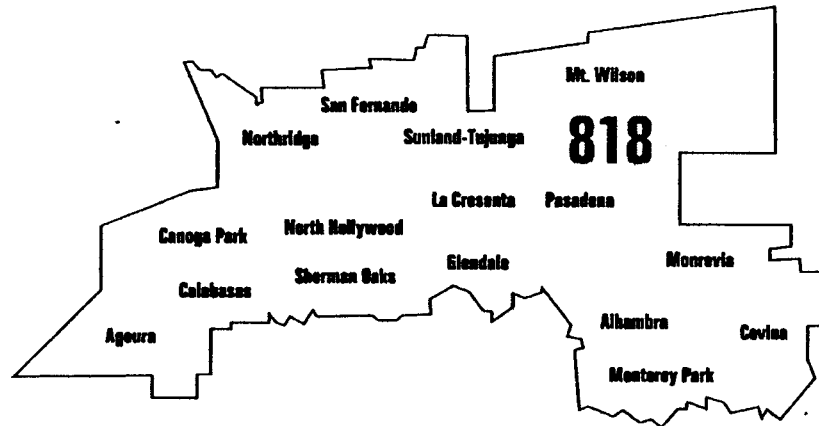 Mt. Wilson
San Fernando
818
Northridge
Sunland-Tujunga
La Cresenta
Pasadena
Canoga Park
North Hollywood
Monrovia
Glendale
Sherman Oaks
Calabasas
Agoura
Alhambra
Covina
Monterey Park